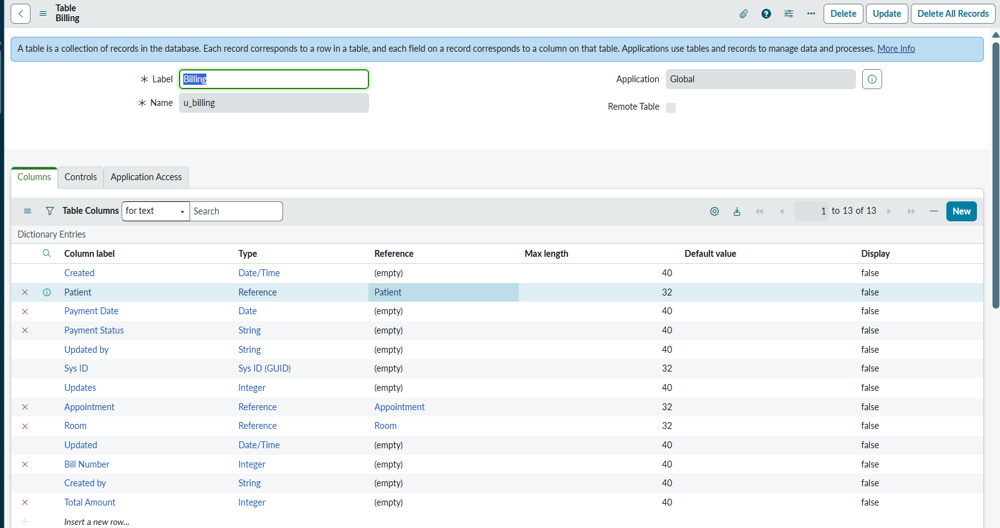 Table
Billing
Delete Update Delete All Records
A table is a collection of records in the database. Each record corresponds to a row in a table, and each field on a record corresponds to a column on that table. Applications use tables and records to manage data and processes. More Info
Label Billing Application Global
Name u_billing Remote Table
Columns Controls Application Access
Table Columns for text Search 1 to 13 of 13 New
Dictionary Entries
Column label Type Reference Max length Default value Display
Created Date/Time (empty) 40 false
Patient Reference Patient 32 false
Payment Date Date (empty) 40 false
Payment Status String (empty) 40 false
Updated by String (empty) 40 false
Sys ID Sys ID (GUID) (empty) 32 false
Updates Integer (empty) 40 false
Appointment Reference Appointment 32 false
Room Reference Room 32 false
Updated Date/Time (empty) 40 false
Bill Number Integer (empty) 40 false
Created by String (empty) 40 false
Total Amount Integer (empty) 40 false
Insert a new row...